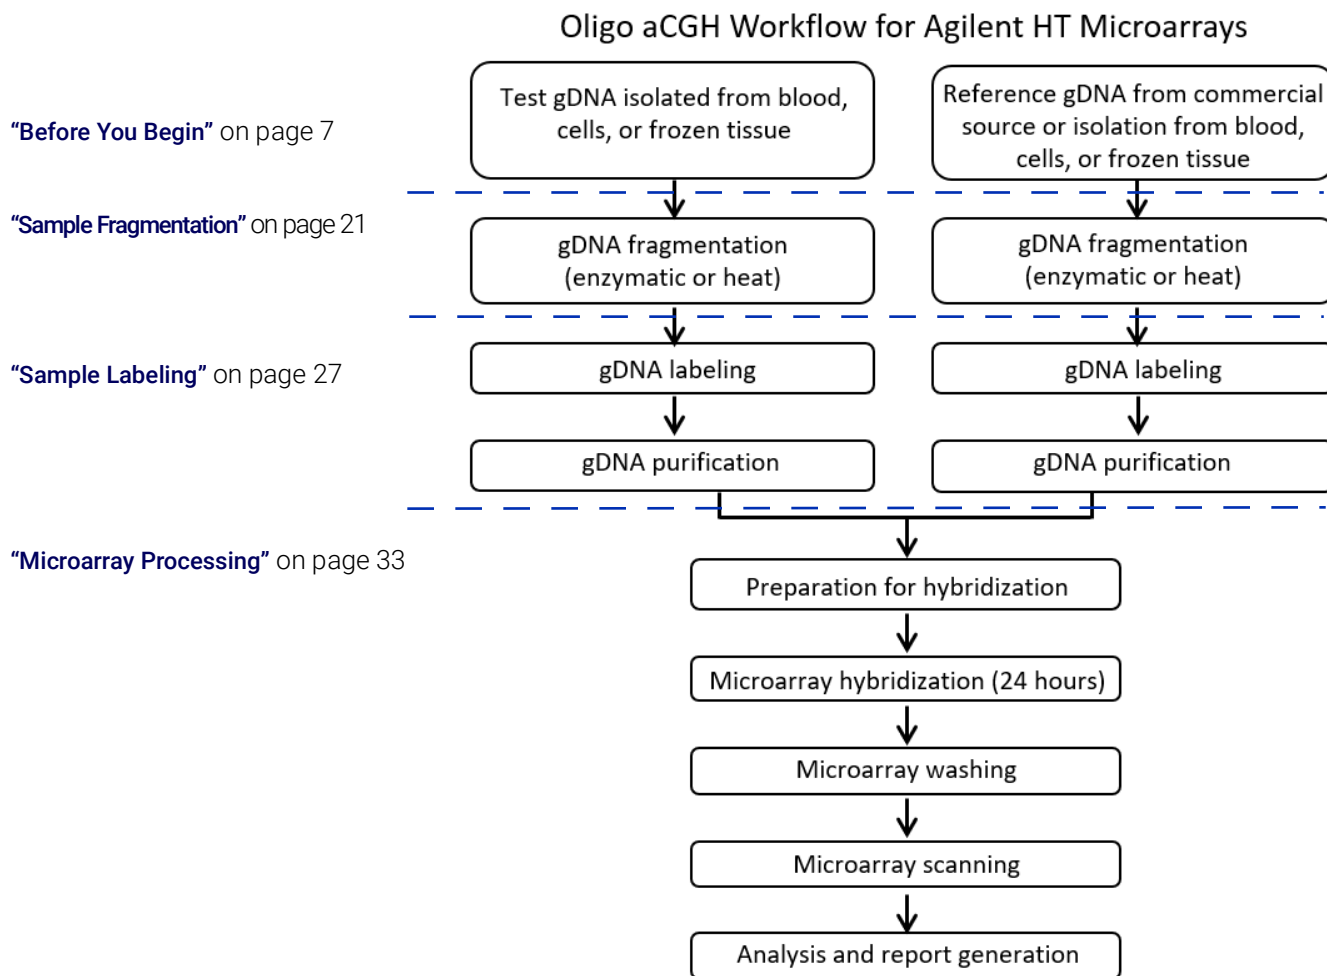 Oligo aCGH Workflow for Agilent HT Microarrays
“Before You Begin” on page 7
Test gDNA isolated from blood,
cells, or frozen tissue
Reference gDNA from commercial
source or isolation from blood,
cells, or frozen tissue
“Sample Fragmentation” on page 21
gDNA fragmentation
(enzymatic or heat)
gDNA fragmentation
(enzymatic or heat)
“Sample Labeling” on page 27
gDNA labeling
gDNA labeling
gDNA purification
gDNA purification
“Microarray Processing” on page 33
Preparation for hybridization
Microarray hybridization (24 hours)
Microarray washing
Microarray scanning
Analysis and report generation